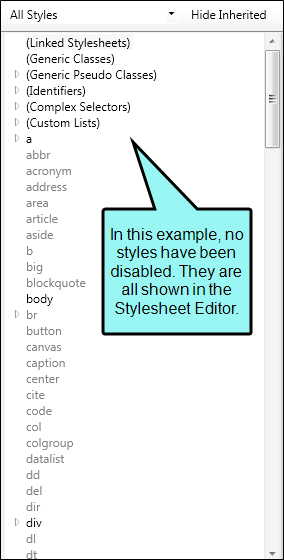 All Styles Hide Inherited
(Linked Stylesheets)
(Generic Classes)
(Generic Pseudo Classes)
(Identifiers)
(Complex Selectors)
(Custom Lists)
a
abbr
acronym
address
area
article
aside
b
big
blockquote
body
br
button
canvas
caption
center
cite
code
col
colgroup
datalist
dd
del
dir
div
dl
dt
In this example, no
styles have been
disabled. They are
all shown in the
Stylesheet Editor.